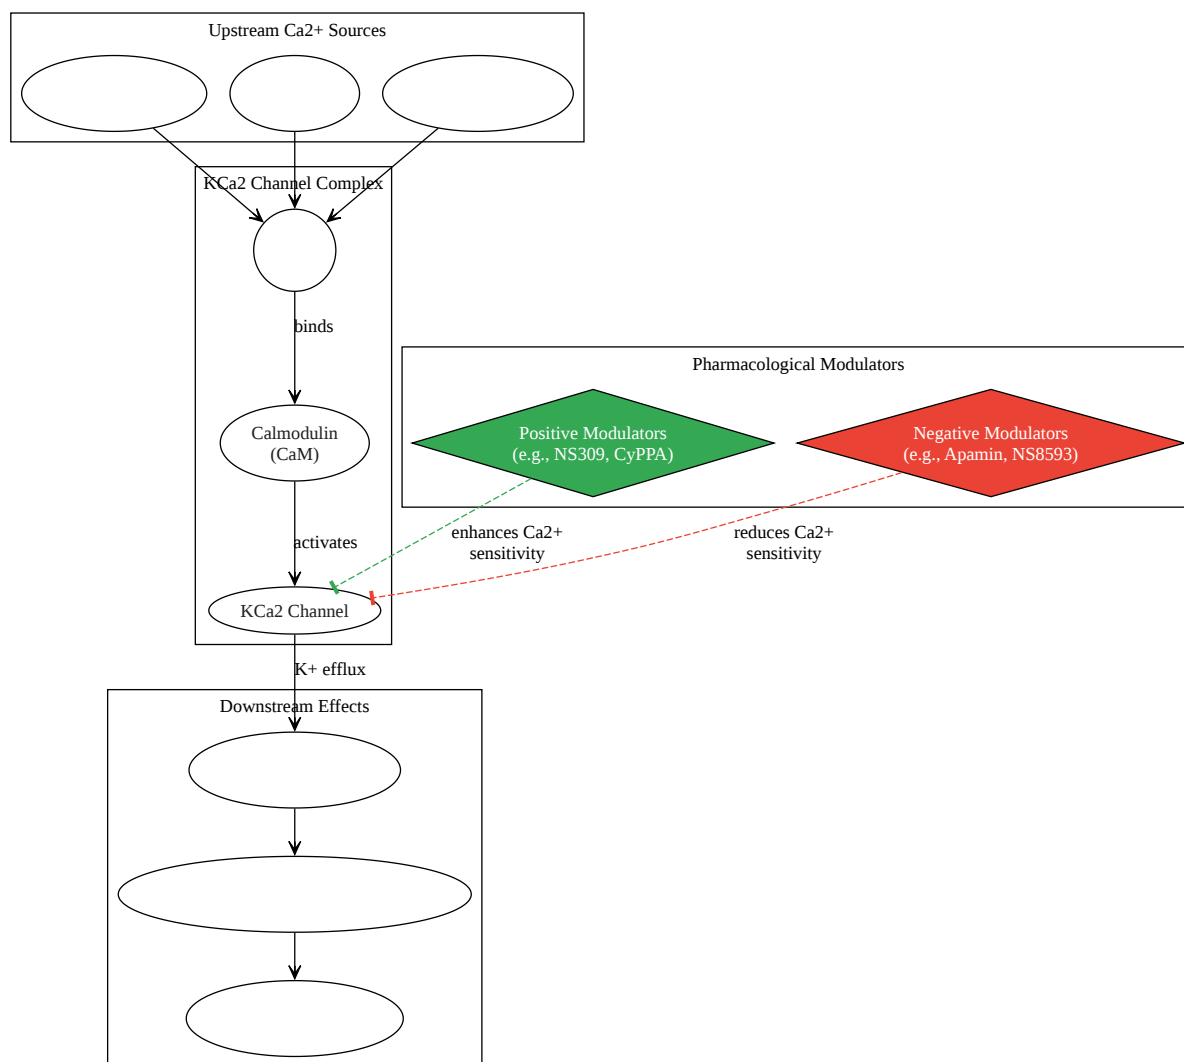 Upstream Ca2+ Sources
KCa2 Channel Complex
binds
Pharmacological Modulators
Calmodulin
(CaM)
Positive Modulators
(e.g., NS309, CyPPA)
Negative Modulators
(e.g., Apamin, NS8593)
activates
enhances Ca2+
sensitivity
reduces Ca2+
sensitivity
KCa2 Channel
K+ efflux
Downstream Effects